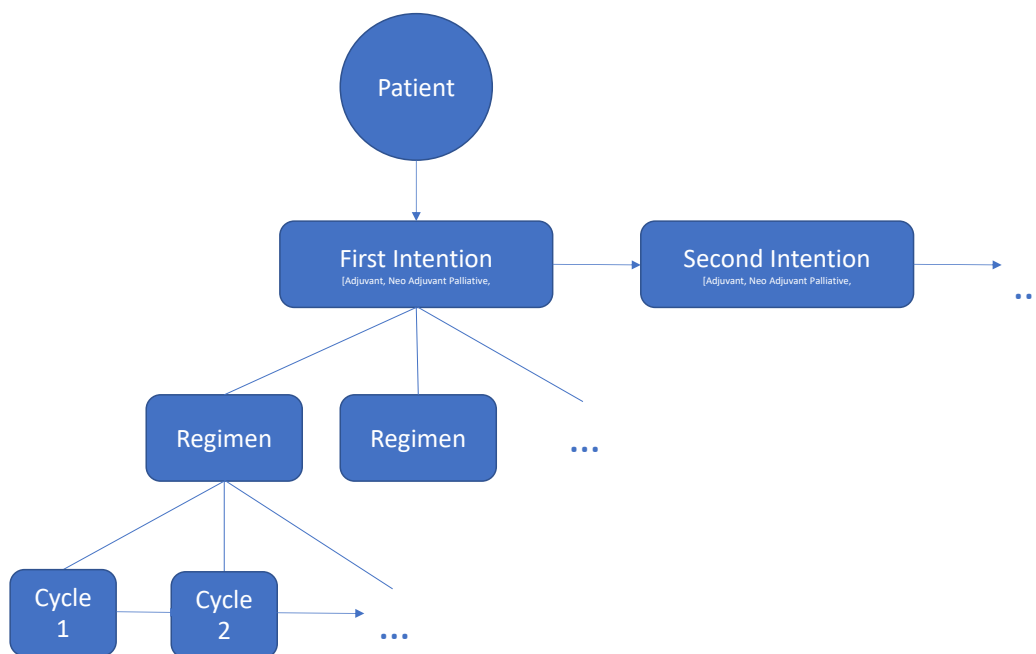 Patient
First Intention
[Adjuvant, Neo Adjuvant Palliative,
Second Intention
[Adjuvant, Neo Adjuvant Palliative,
...
Regimen
Regimen
...
Cycle
1
Cycle
2
...